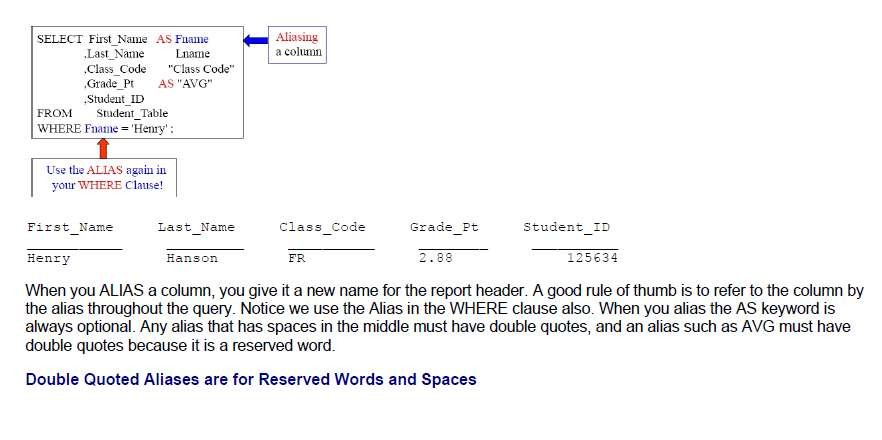 SELECT First_Name AS Fname
,Last_Name Lname
,Class_Code "Class Code"
,Grade_Pt AS "AVG"
,Student_ID
FROM Student_Table
WHERE Fname = 'Henry' ;
Aliasing
a column
Use the ALIAS again in
your WHERE Clause!
First_Name Last_Name Class_Code Grade_Pt Student_ID
Henry Hanson FR 2.88 125634
When you ALIAS a column, you give it a new name for the report header. A good rule of thumb is to refer to the column by
the alias throughout the query. Notice we use the Alias in the WHERE clause also. When you alias the AS keyword is
always optional. Any alias that has spaces in the middle must have double quotes, and an alias such as AVG must have
double quotes because it is a reserved word.
Double Quoted Aliases are for Reserved Words and Spaces